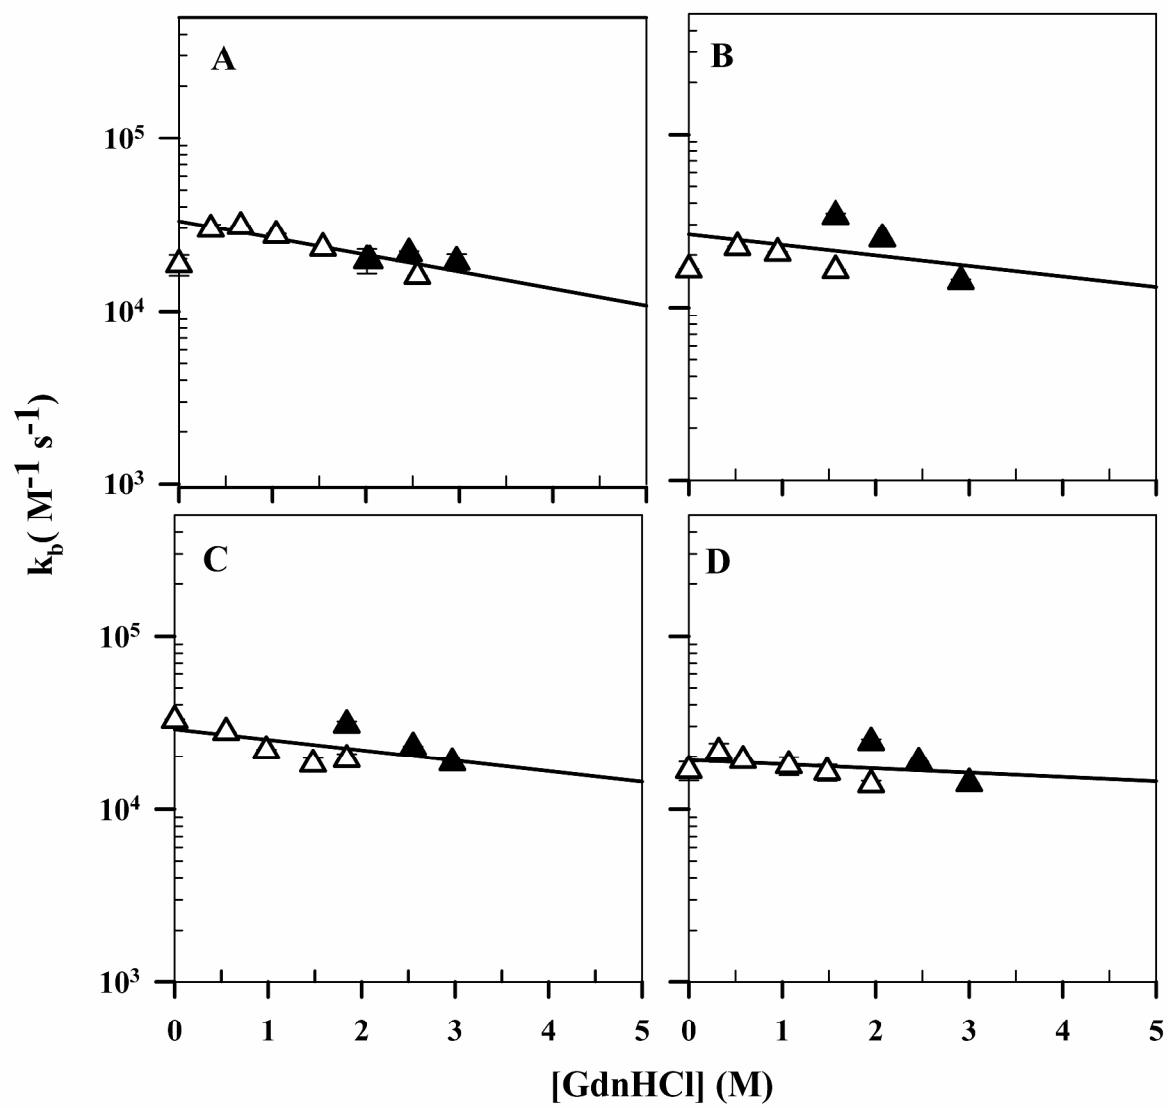 A
B
10⁵
10⁴
10³
k_b( M⁻¹ s⁻¹)
C
D
10⁵
10⁴
10³
0 1 2 3 4 5 0 1 2 3 4 5
[GdnHCl] (M)